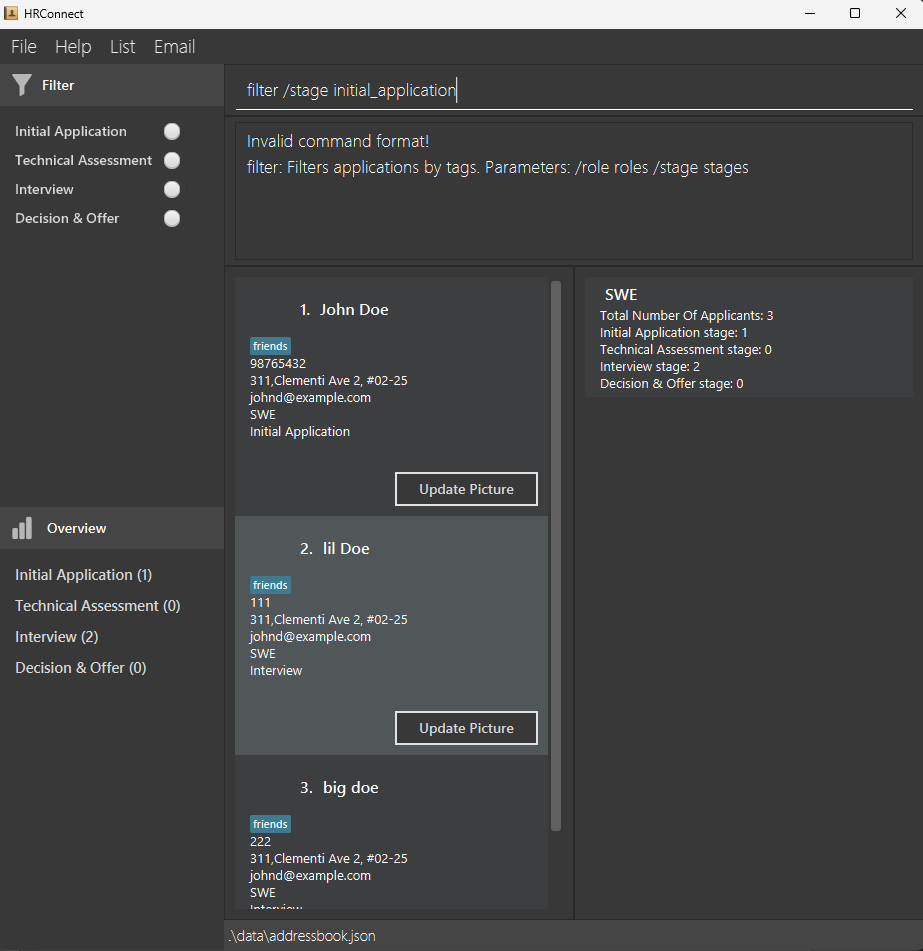 HRConnect
File Help List Email
Filter
Initial Application
Technical Assessment
Interview
Decision & Offer
filter /stage initial_application
Invalid command format!
filter: Filters applications by tags. Parameters: /role roles /stage stages
Overview
Initial Application (1)
Technical Assessment (0)
Interview (2)
Decision & Offer (0)
1. John Doe
friends
98765432
311,Clementi Ave 2, #02-25
johnd@example.com
SWE
Initial Application
Update Picture
2. lil Doe
friends
111
311,Clementi Ave 2, #02-25
johnd@example.com
SWE
Interview
Update Picture
3. big doe
friends
222
311,Clementi Ave 2, #02-25
johnd@example.com
SWE
Interview
SWE
Total Number Of Applicants: 3
Initial Application stage: 1
Technical Assessment stage: 0
Interview stage: 2
Decision & Offer stage: 0
.\data\addressbook.json